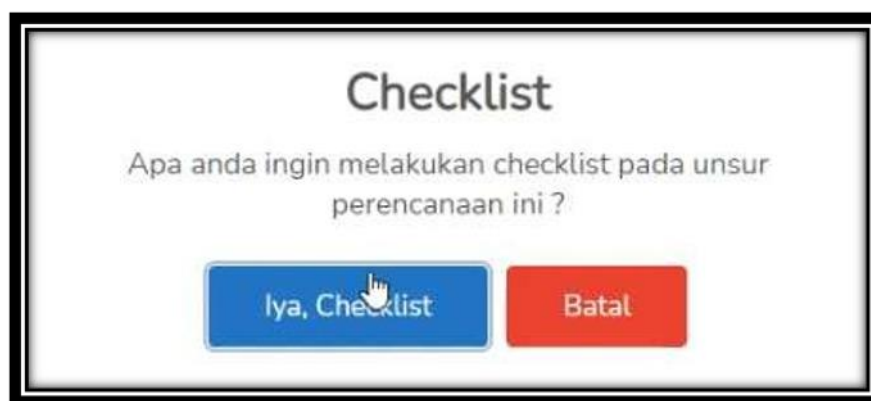 Checklist
Apa anda ingin melakukan checklist pada unsur
perencanaan ini ?
Iya, Checklist
Batal